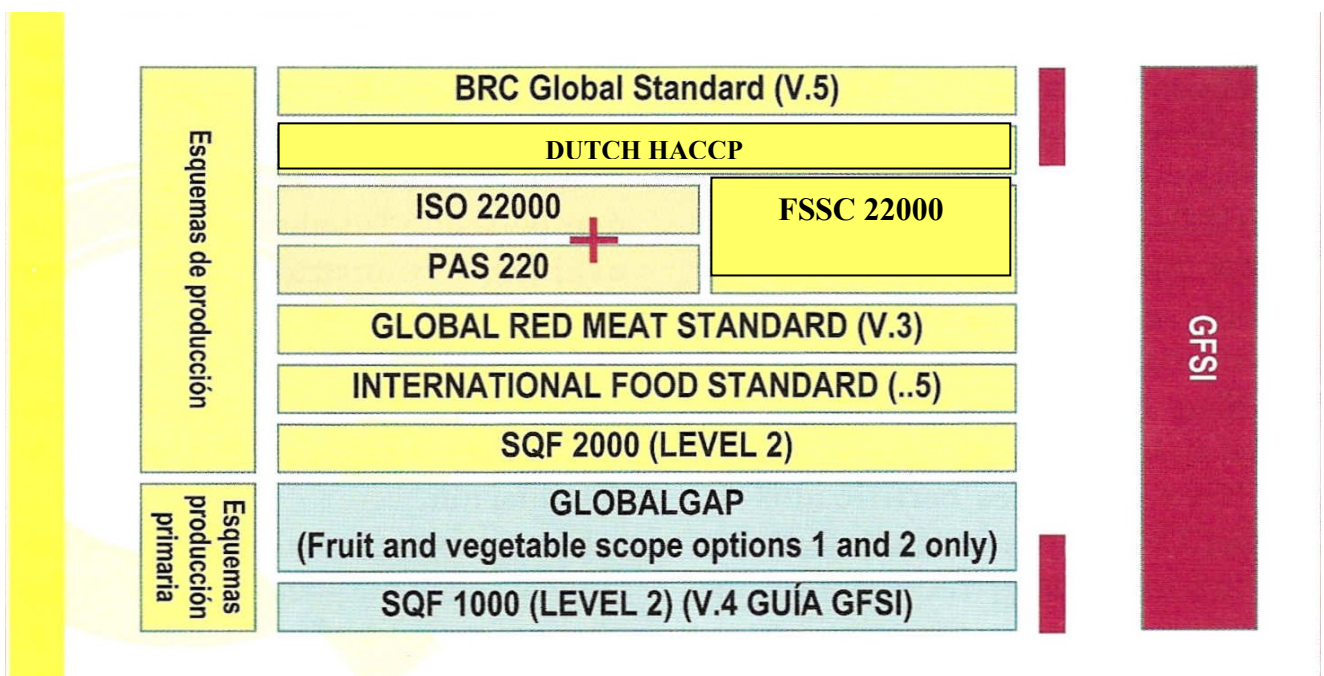 Esquemas de producción
BRC Global Standard (V.5)
DUTCH HACCP
ISO 22000
+
PAS 220
FSSC 22000
GLOBAL RED MEAT STANDARD (V.3)
INTERNATIONAL FOOD STANDARD (..5)
SQF 2000 (LEVEL 2)
Esquemas
producción
primaria
GLOBALGAP
(Fruit and vegetable scope options 1 and 2 only)
SQF 1000 (LEVEL 2) (V.4 GUÍA GFSI)
GFSI